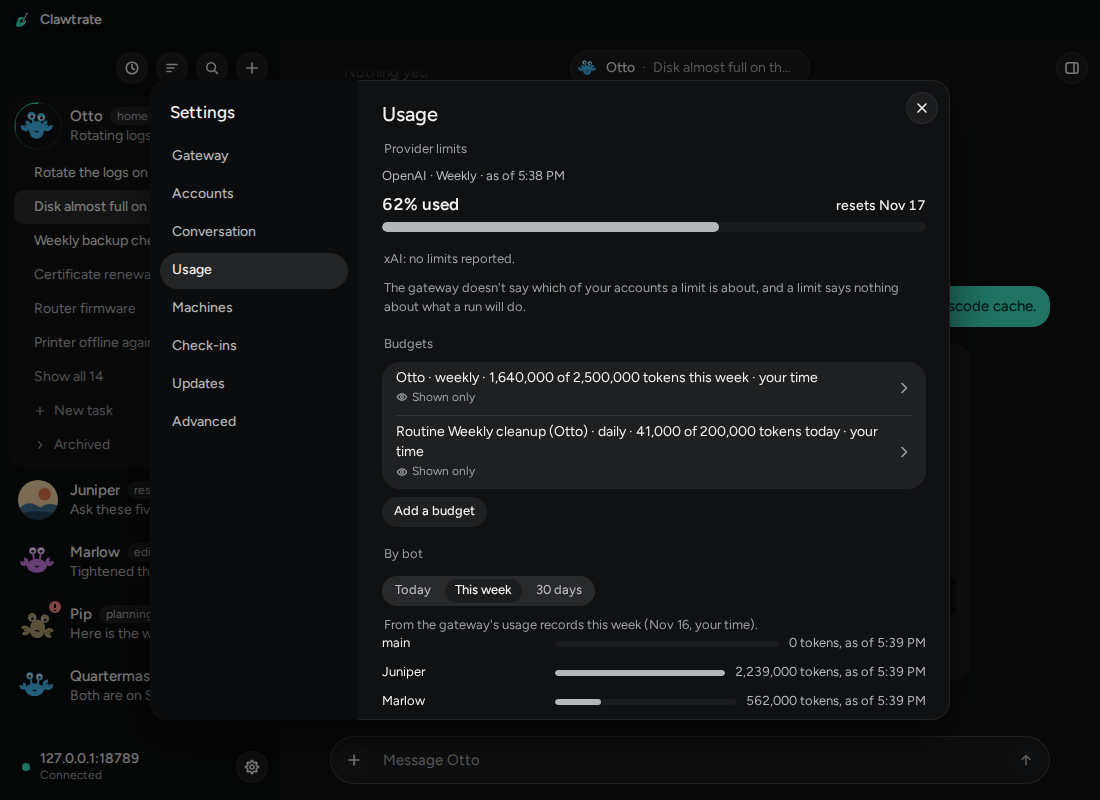 Clawtrate
Nothing yet.
Otto · Disk almost full on th...
Otto home
Rotating logs
Rotate the logs on
Disk almost full on
Weekly backup che
Certificate renewa
Router firmware
Printer offline again
Show all 14
+ New task
Archived
Juniper res
Ask these fiv
Marlow edi
Tightened th
Pip planning
Here is the w
Quartermas
Both are on S
127.0.0.1:18789
Connected
Settings
Gateway
Accounts
Conversation
Usage
Machines
Check-ins
Updates
Advanced
Usage
Provider limits
OpenAI · Weekly · as of 5:38 PM
62% used
resets Nov 17
xAI: no limits reported.
The gateway doesn't say which of your accounts a limit is about, and a limit says nothing
about what a run will do.
Budgets
Otto · weekly · 1,640,000 of 2,500,000 tokens this week · your time
Shown only
Routine Weekly cleanup (Otto) · daily · 41,000 of 200,000 tokens today · your
time
Shown only
Add a budget
By bot
Today This week 30 days
From the gateway's usage records this week (Nov 16, your time).
main 0 tokens, as of 5:39 PM
Juniper 2,239,000 tokens, as of 5:39 PM
Marlow 562,000 tokens, as of 5:39 PM
scode cache.
Message Otto